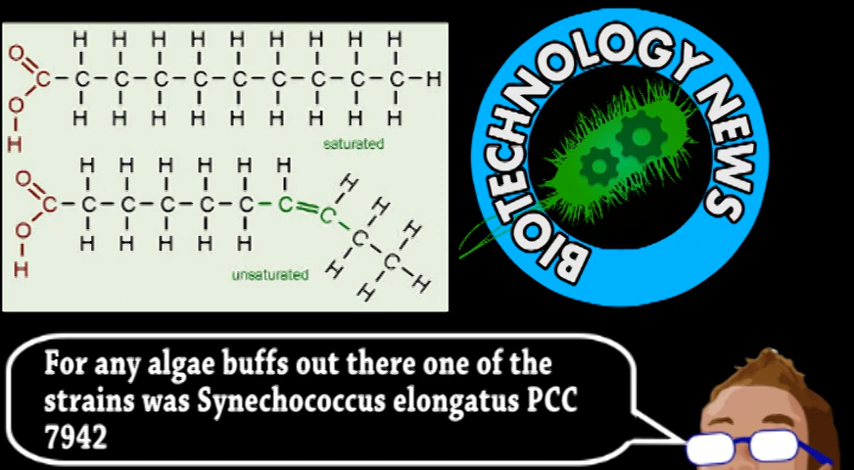 H H H H H H H H H
O
C C C C C C C C C C H
O H H H H H H H H H
H
saturated
H H H H H H
O H
C C C C C C C C H
O H H H H H C H
C
H H H H
unsaturated
BIOTECHNOLOGY NEWS
For any algae buffs out there one of the
strains was Synechococcus elongatus PCC
7942